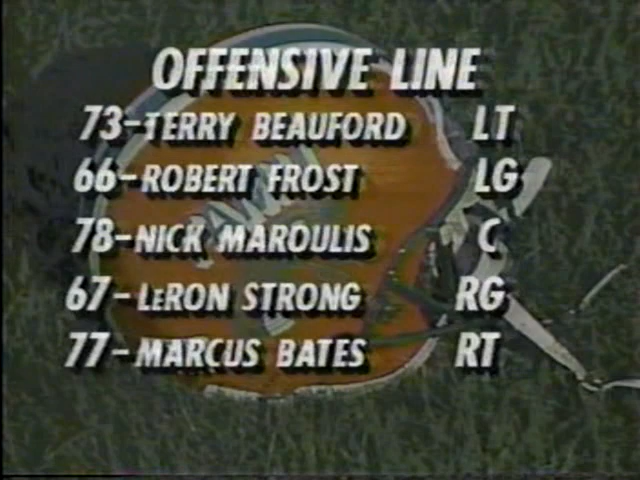 OFFENSIVE LINE
73-TERRY BEAUFORD LT
66-ROBERT FROST LG
78-NICK MAROULIS C
67-LERON STRONG RG
77-MARCUS BATES RT